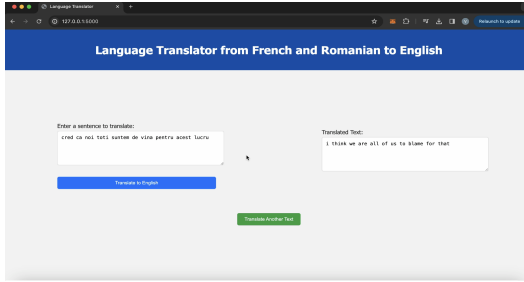 Language Translator
127.0.0.1:5000
Relaunch to update
Language Translator from French and Romanian to English
Enter a sentence to translate:
cred ca noi toti suntem de vina pentru acest lucru
Translate to English
Translated Text:
i think we are all of us to blame for that
Translate Another Text